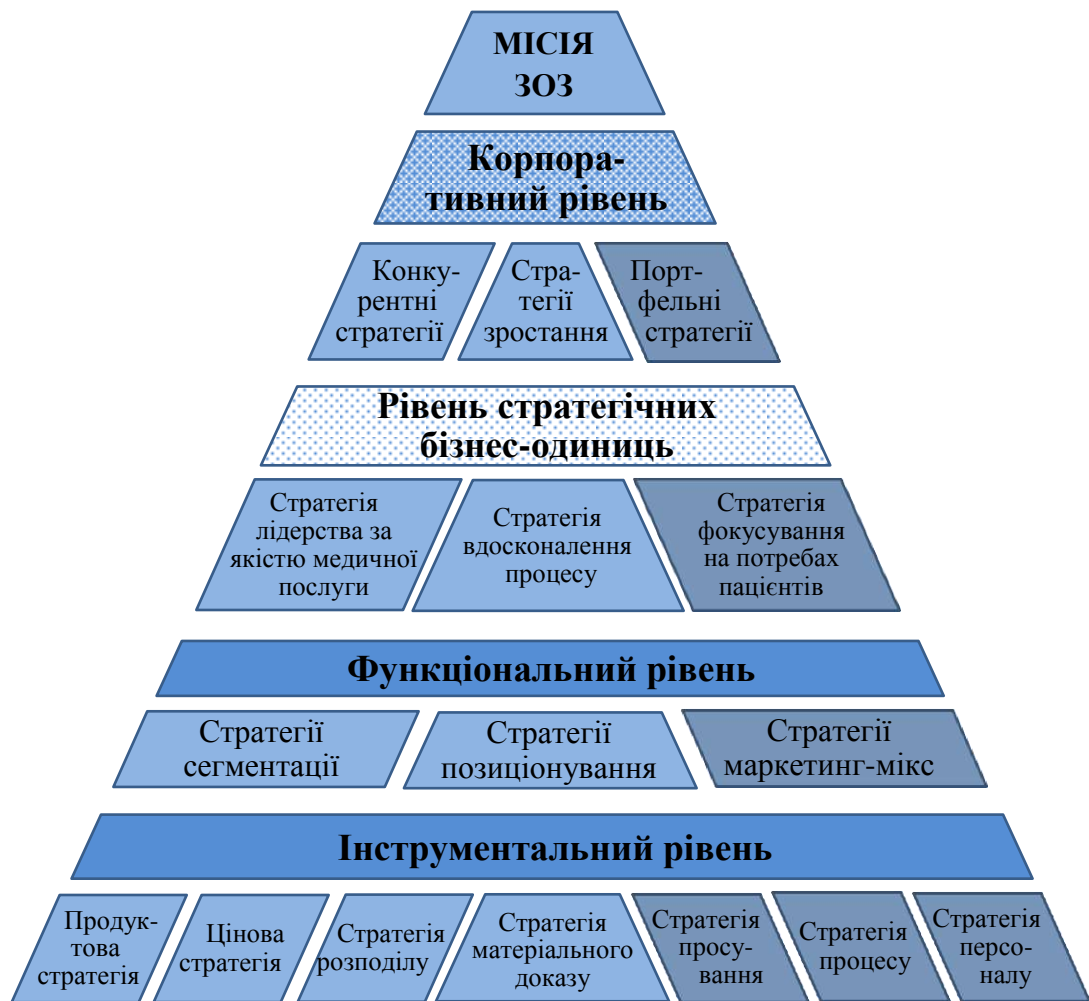 МІСІЯ
ЗОЗ
Корпора-
тивний рівень
Конку-
рентні
стратегії
Стра-
тегії
зростання
Порт-
фельні
стратегії
Рівень стратегічних
бізнес-одиниць
Стратегія
лідерства за
якістю медичної
послуги
Стратегія
вдосконалення
процесу
Стратегія
фокусування
на потребах
пацієнтів
Функціональний рівень
Стратегії
сегментації
Стратегії
позиціонування
Стратегії
маркетинг-мікс
Інструментальний рівень
Продук-
това
стратегія
Цінова
стратегія
Стратегія
розподілу
Стратегія
матеріального
доказу
Стратегія
просу-
вання
Стратегія
процесу
Стратегія
персо-
налу